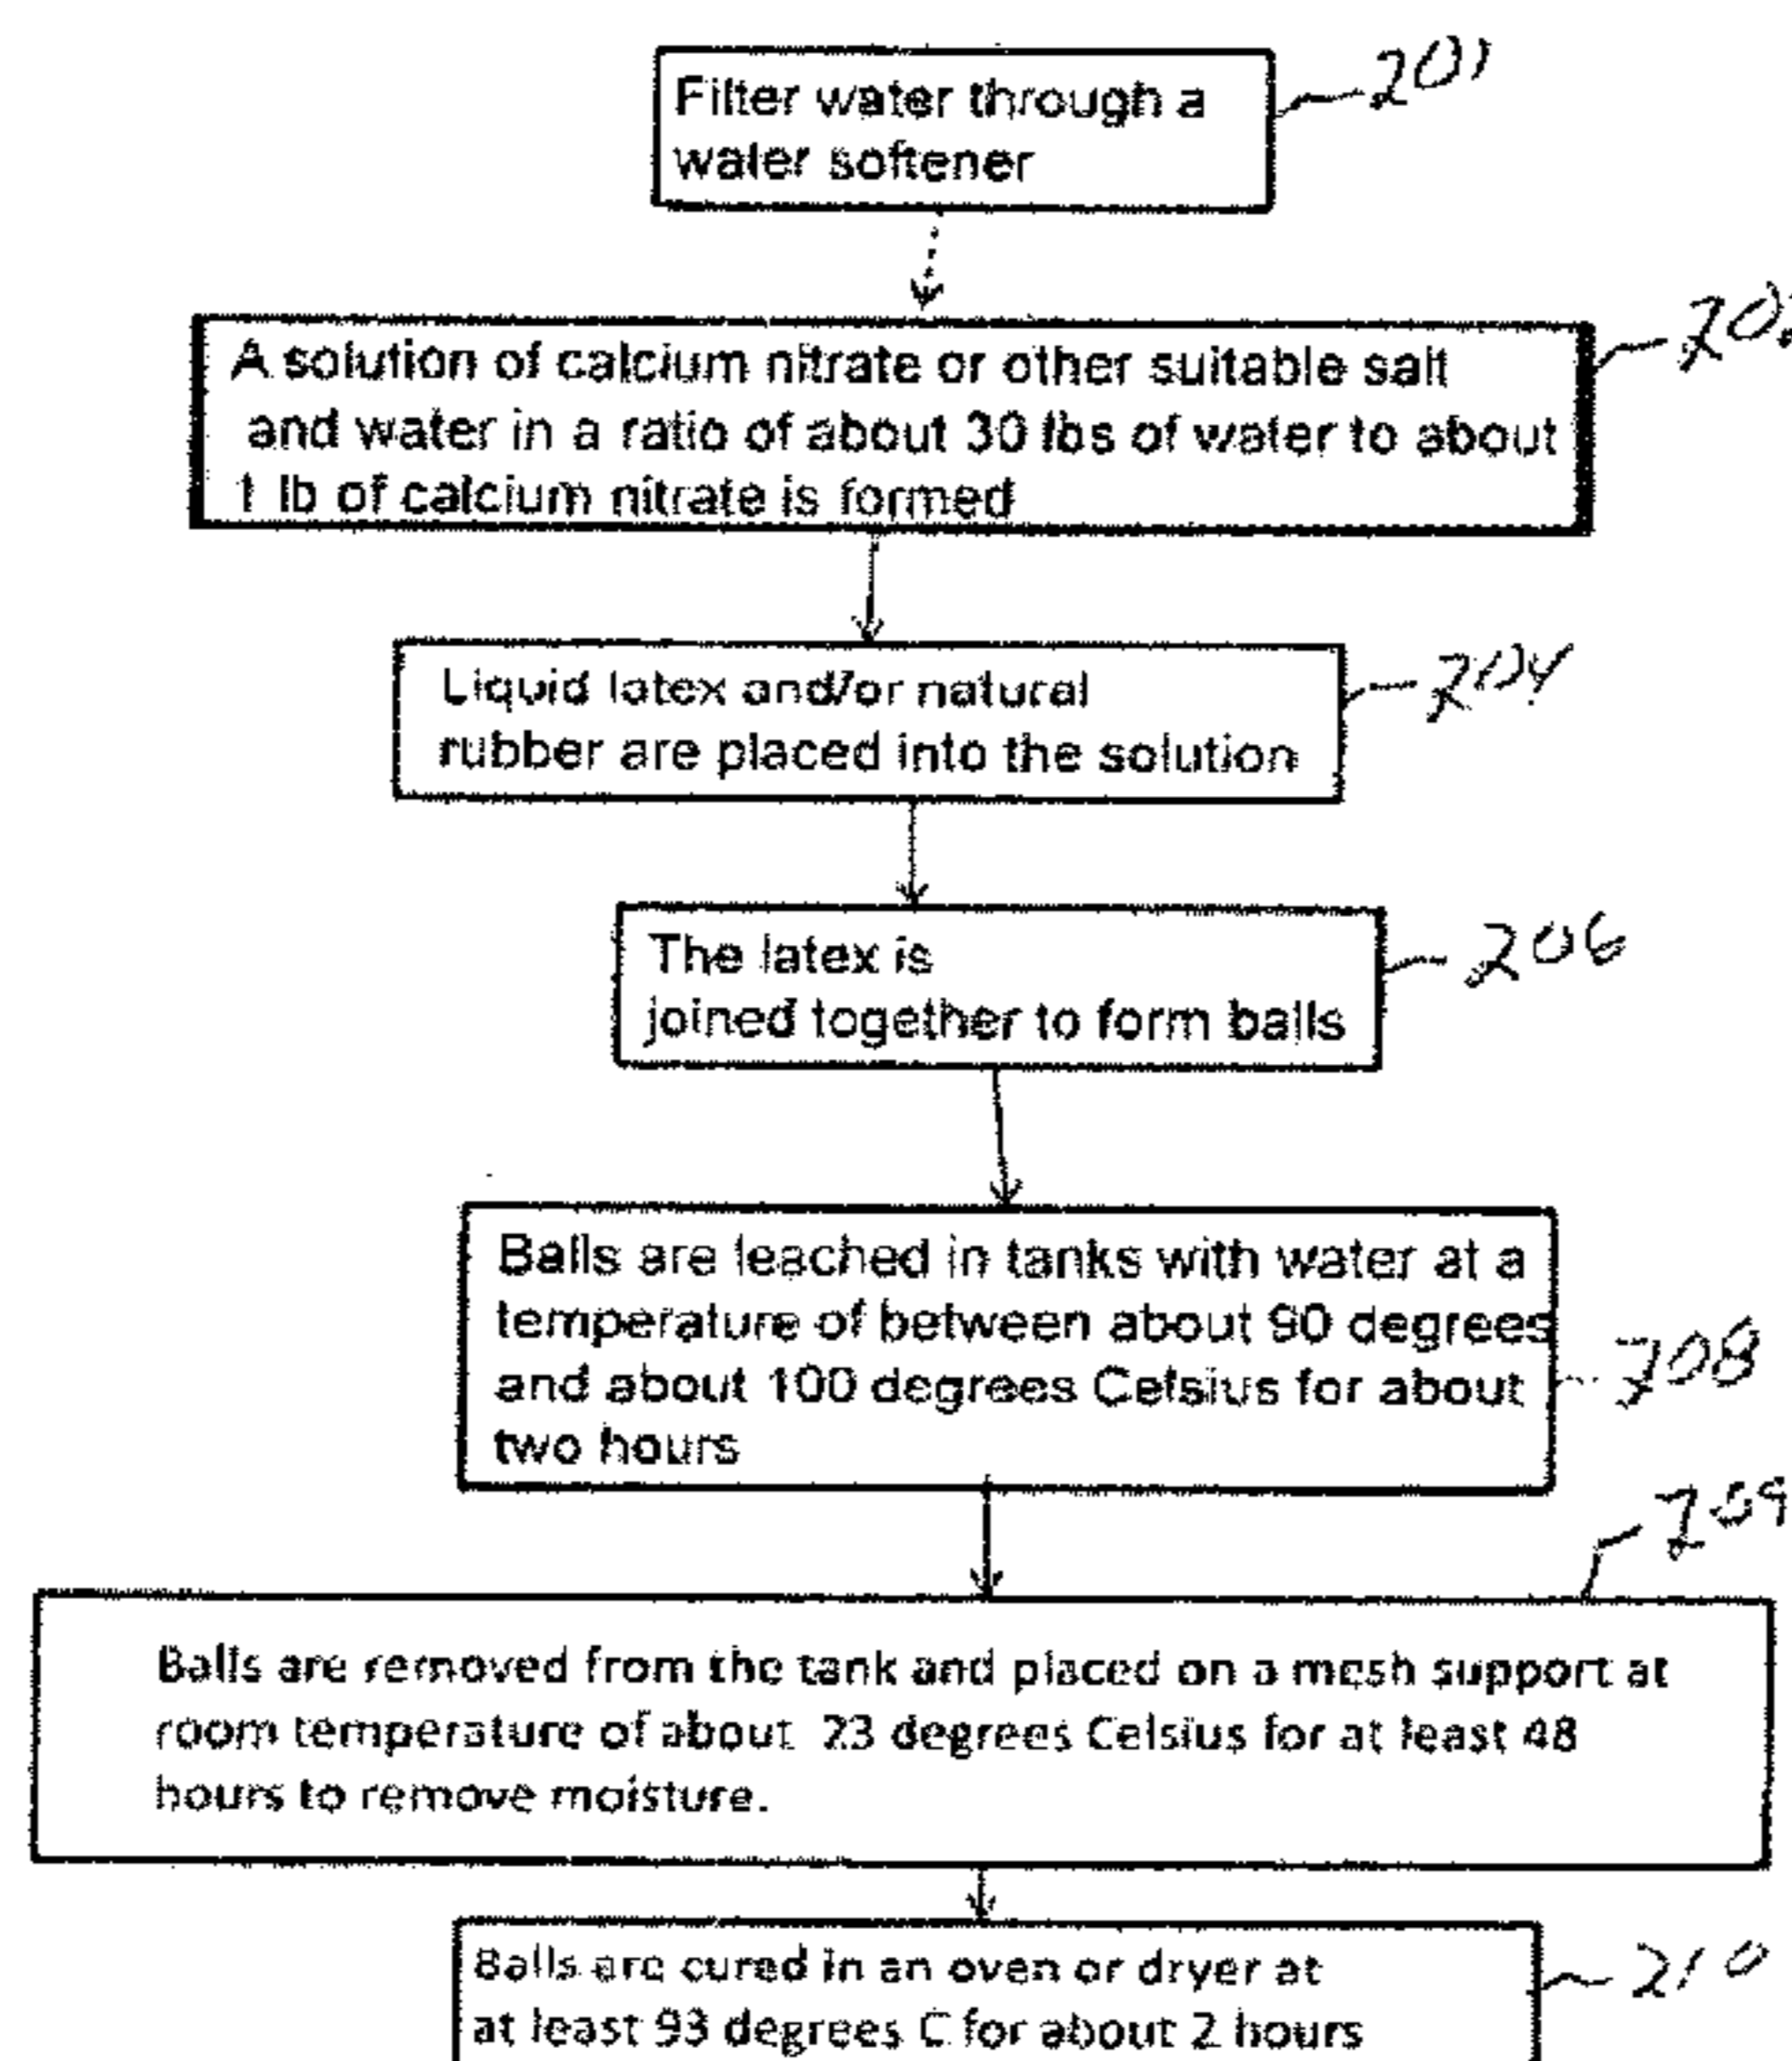 Filter water through a
water softener
201
A solution of calcium nitrate or other suitable salt
and water in a ratio of about 30 lbs of water to about
1 lb of calcium nitrate is formed
Liquid latex and/or natural
rubber are placed into the solution
204
The latex is
joined together to form balls
206
Balls are leached in tanks with water at a
temperature of between about 90 degrees
and about 100 degrees Celsius for about
two hours
208
209
Balls are removed from the tank and placed on a mesh support at
room temperature of about 23 degrees Celsius for at least 48
hours to remove moisture.
Balls are cured in an oven or dryer at
at least 93 degrees C for about 2 hours
210